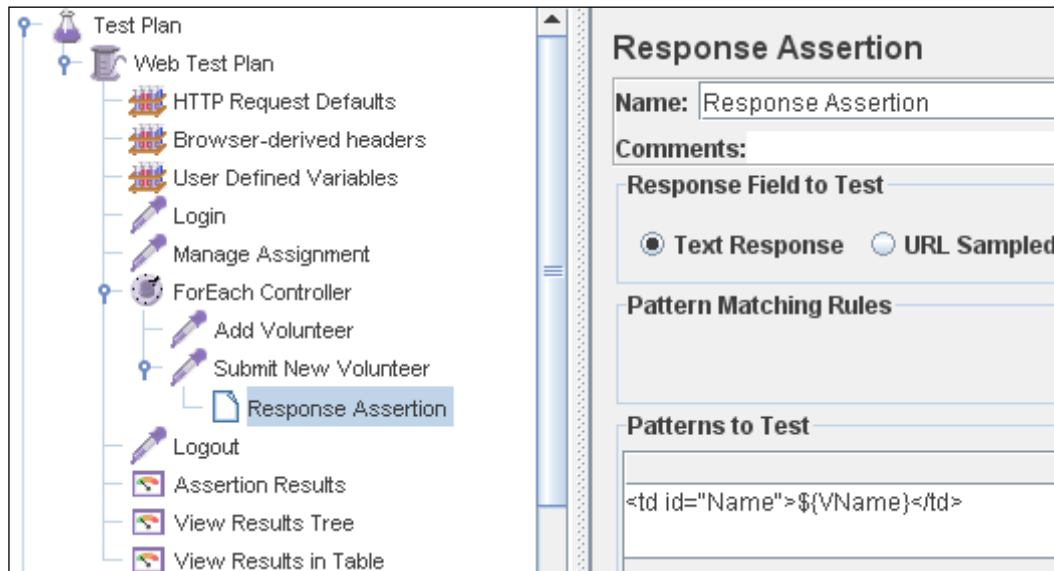 Test Plan
Web Test Plan
HTTP Request Defaults
Browser-derived headers
User Defined Variables
Login
Manage Assignment
ForEach Controller
Add Volunteer
Submit New Volunteer
Response Assertion
Logout
Assertion Results
View Results Tree
View Results in Table
Response Assertion
Name: Response Assertion
Comments:
Response Field to Test
Text Response URL Sampled
Pattern Matching Rules
Patterns to Test
<td id="Name">${VName}</td>